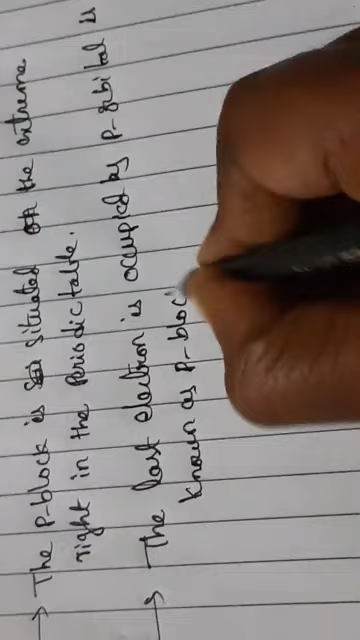 → The P-block is situated on the extreme
right in the Periodic table.
→ The last electron is occupied by P-orbital is
known as P-bloc